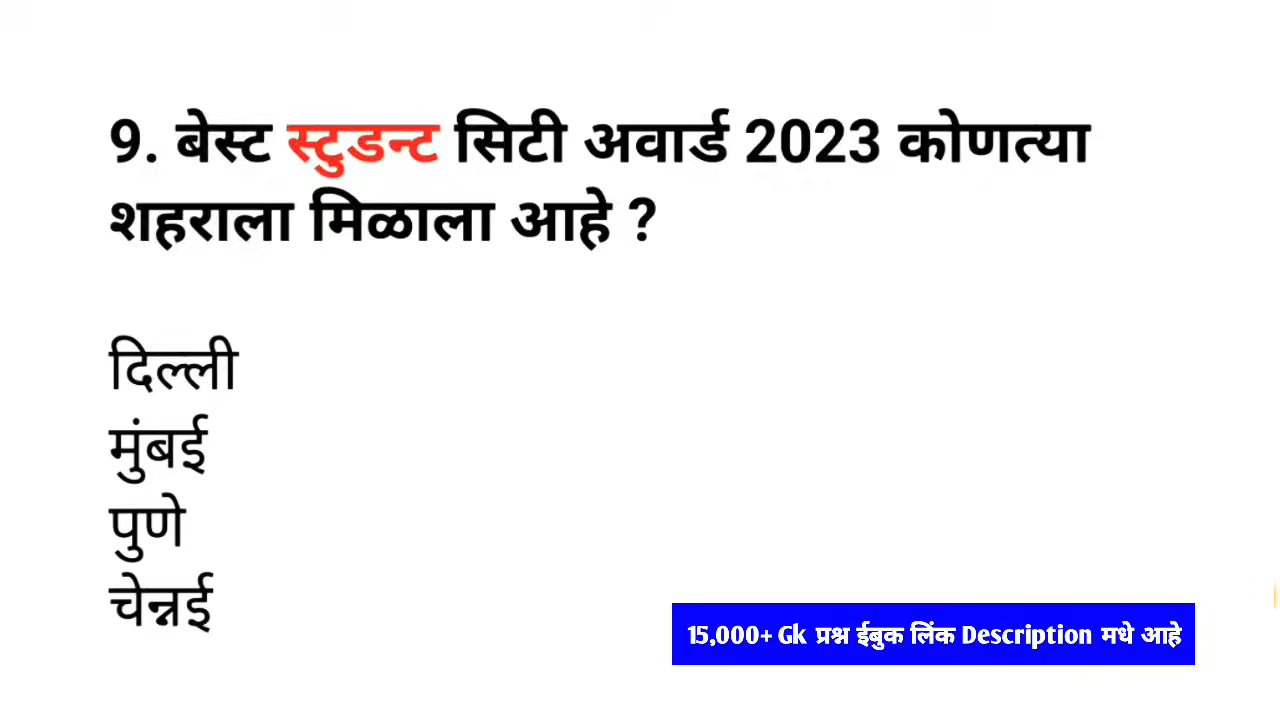 9. बेस्ट स्टुडन्ट सिटी अवार्ड 2023 कोणत्या
शहराला मिळाला आहे ?
दिल्ली
मुंबई
पुणे
चेन्नई
15,000+ Gk प्रश्न ईबुक लिंक Description मधे आहे